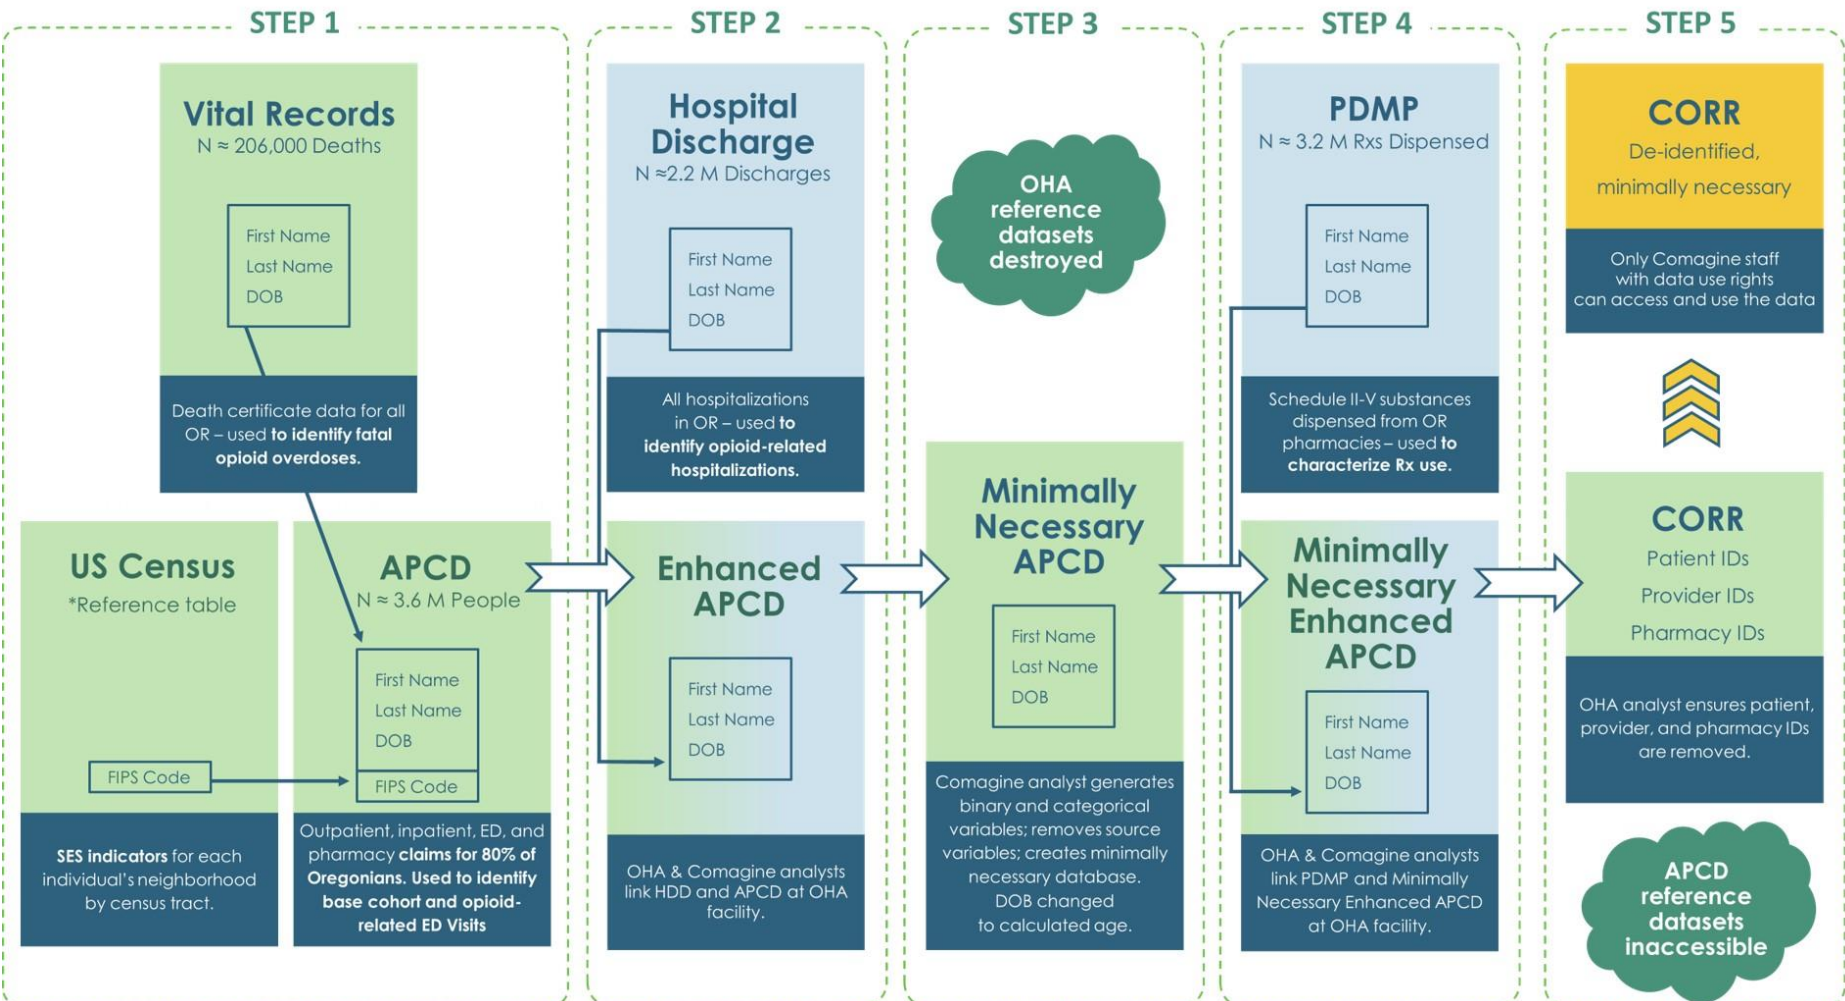 STEP 1
Vital Records
N ≈ 206,000 Deaths
First Name
Last Name
DOB
Death certificate data for all
OR – used to identify fatal
opioid overdoses.
US Census
*Reference table
FIPS Code
SES indicators for each
individual's neighborhood
by census tract.
APCD
N ≈ 3.6 M People
First Name
Last Name
DOB
FIPS Code
Outpatient, inpatient, ED, and
pharmacy claims for 80% of
Oregonians. Used to identify
base cohort and opioid-
related ED Visits
STEP 2
Hospital
Discharge
N ≈2.2 M Discharges
First Name
Last Name
DOB
All hospitalizations
in OR – used to
identify opioid-related
hospitalizations.
Enhanced
APCD
First Name
Last Name
DOB
OHA & Comagine analysts
link HDD and APCD at OHA
facility.
STEP 3
OHA
reference
datasets
destroyed
Minimally
Necessary
APCD
First Name
Last Name
DOB
Comagine analyst generates
binary and categorical
variables; removes source
variables; creates minimally
necessary database.
DOB changed
to calculated age.
STEP 4
PDMP
N ≈ 3.2 M Rxs Dispensed
First Name
Last Name
DOB
Schedule II-V substances
dispensed from OR
pharmacies – used to
characterize Rx use.
Minimally
Necessary
Enhanced
APCD
First Name
Last Name
DOB
OHA & Comagine analysts
link PDMP and Minimally
Necessary Enhanced APCD
at OHA facility.
STEP 5
CORR
De-identified,
minimally necessary
Only Comagine staff
with data use rights
can access and use the data
CORR
Patient IDs
Provider IDs
Pharmacy IDs
OHA analyst ensures patient,
provider, and pharmacy IDs
are removed.
APCD
reference
datasets
inaccessible